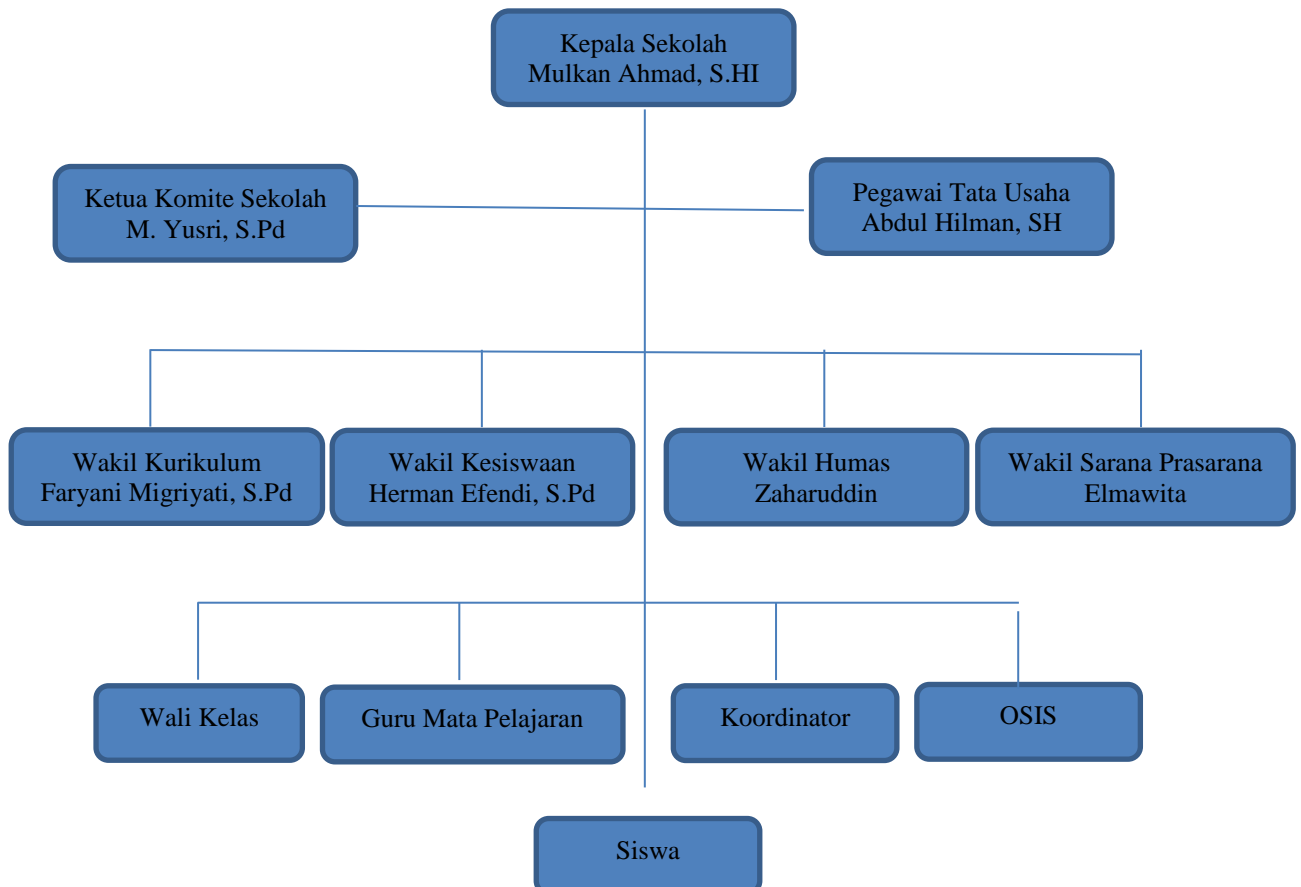 Kepala Sekolah
Mulkan Ahmad, S.HI
Ketua Komite Sekolah
M. Yusri, S.Pd
Pegawai Tata Usaha
Abdul Hilman, SH
Wakil Kurikulum
Faryani Migriyati, S.Pd
Wakil Kesiswaan
Herman Efendi, S.Pd
Wakil Humas
Zaharuddin
Wakil Sarana Prasarana
Elmawita
Wali Kelas
Guru Mata Pelajaran
Koordinator
OSIS
Siswa